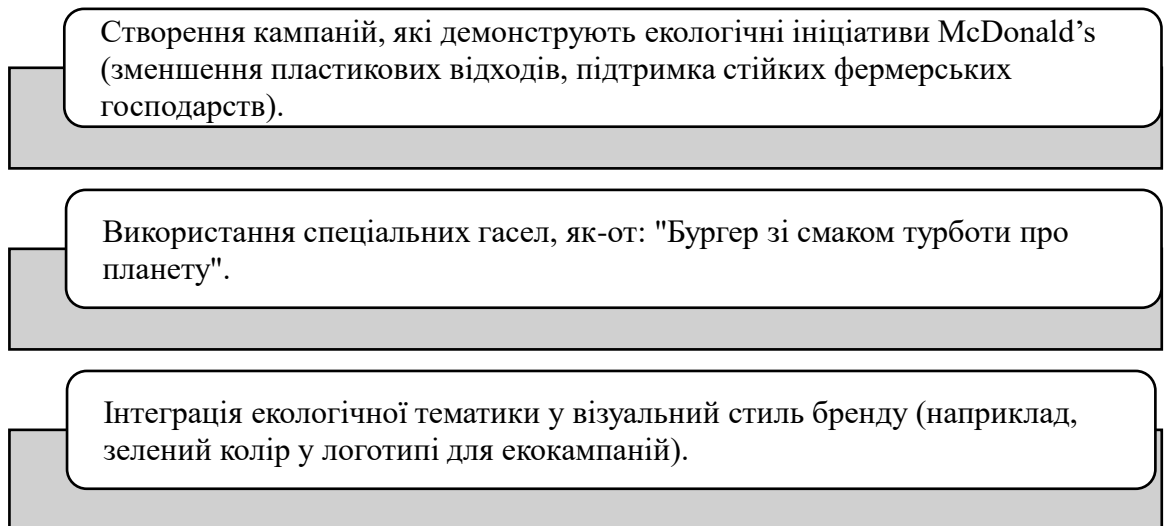 Створення кампаній, які демонструють екологічні ініціативи McDonald’s
(зменшення пластикових відходів, підтримка стійких фермерських
господарств).
Використання спеціальних гасел, як-от: "Бургер зі смаком турботи про
планету".
Інтеграція екологічної тематики у візуальний стиль бренду (наприклад,
зелений колір у логотипі для екокампаній).